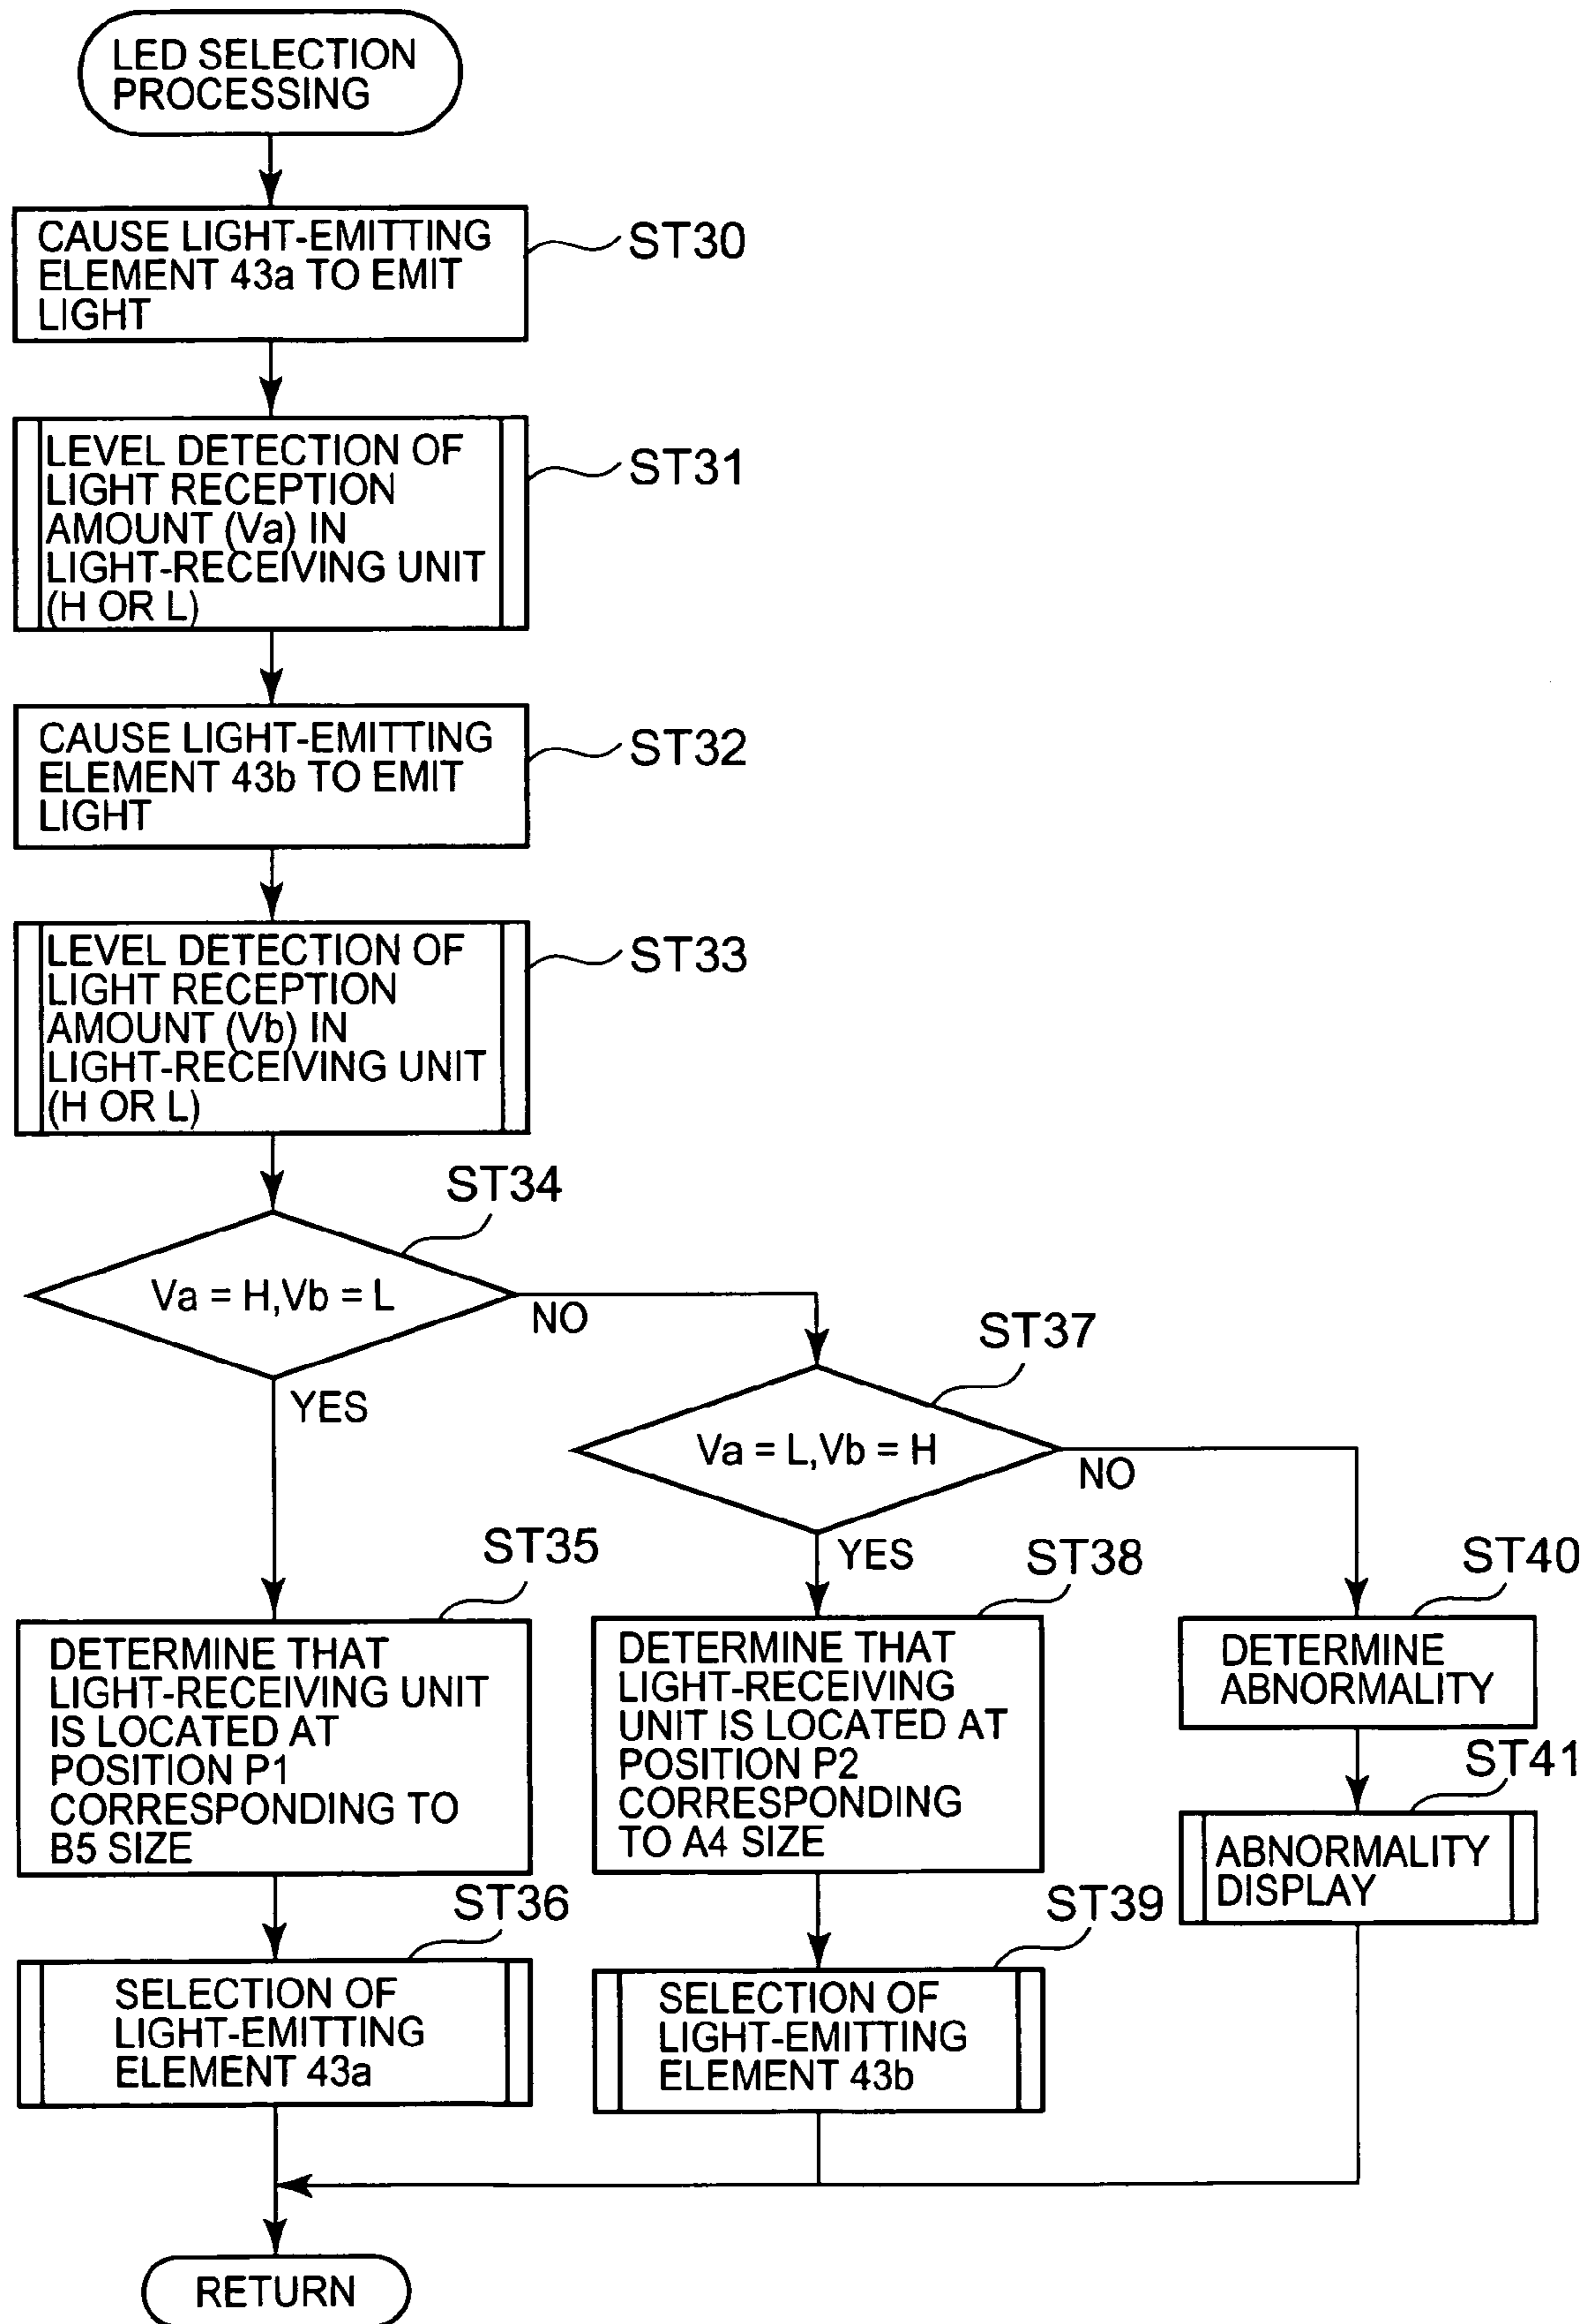 LED SELECTION
PROCESSING
CAUSE LIGHT-EMITTING
ELEMENT 43a TO EMIT
LIGHT
ST30
LEVEL DETECTION OF
LIGHT RECEPTION
AMOUNT (Va) IN
LIGHT-RECEIVING UNIT
(H OR L)
ST31
CAUSE LIGHT-EMITTING
ELEMENT 43b TO EMIT
LIGHT
ST32
LEVEL DETECTION OF
LIGHT RECEPTION
AMOUNT (Vb) IN
LIGHT-RECEIVING UNIT
(H OR L)
ST33
ST34
Va = H,Vb = L
NO
YES
ST37
Va = L,Vb = H
NO
YES
ST35
DETERMINE THAT
LIGHT-RECEIVING UNIT
IS LOCATED AT
POSITION P1
CORRESPONDING TO
B5 SIZE
ST36
SELECTION OF
LIGHT-EMITTING
ELEMENT 43a
ST38
DETERMINE THAT
LIGHT-RECEIVING
UNIT IS LOCATED AT
POSITION P2
CORRESPONDING
TO A4 SIZE
ST39
SELECTION OF
LIGHT-EMITTING
ELEMENT 43b
ST40
DETERMINE
ABNORMALITY
ST41
ABNORMALITY
DISPLAY
RETURN